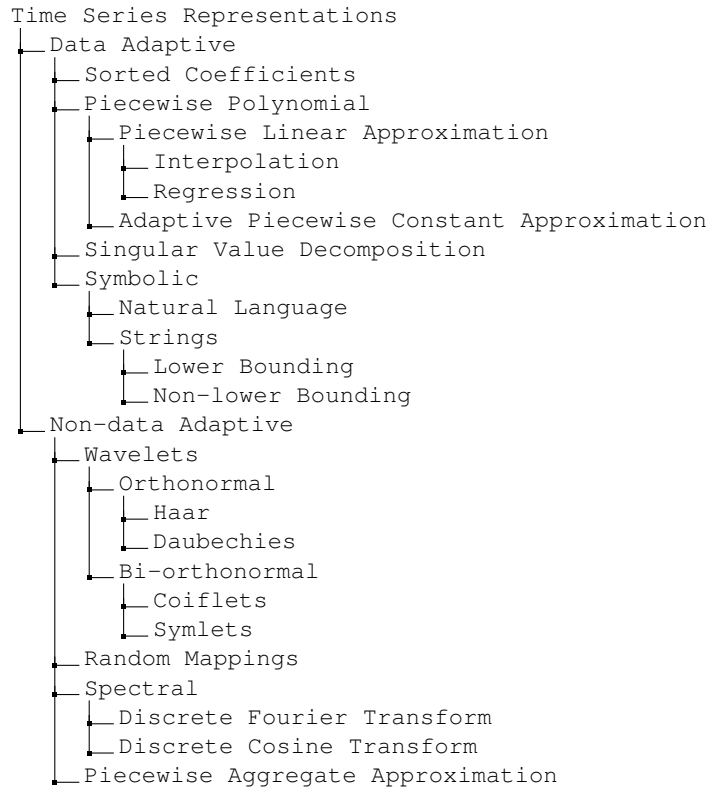 Time Series Representations
Data Adaptive
Sorted Coefficients
Piecewise Polynomial
Piecewise Linear Approximation
Interpolation
Regression
Adaptive Piecewise Constant Approximation
Singular Value Decomposition
Symbolic
Natural Language
Strings
Lower Bounding
Non-lower Bounding
Non-data Adaptive
Wavelets
Orthonormal
Haar
Daubechies
Bi-orthonormal
Coiflets
Symlets
Random Mappings
Spectral
Discrete Fourier Transform
Discrete Cosine Transform
Piecewise Aggregate Approximation